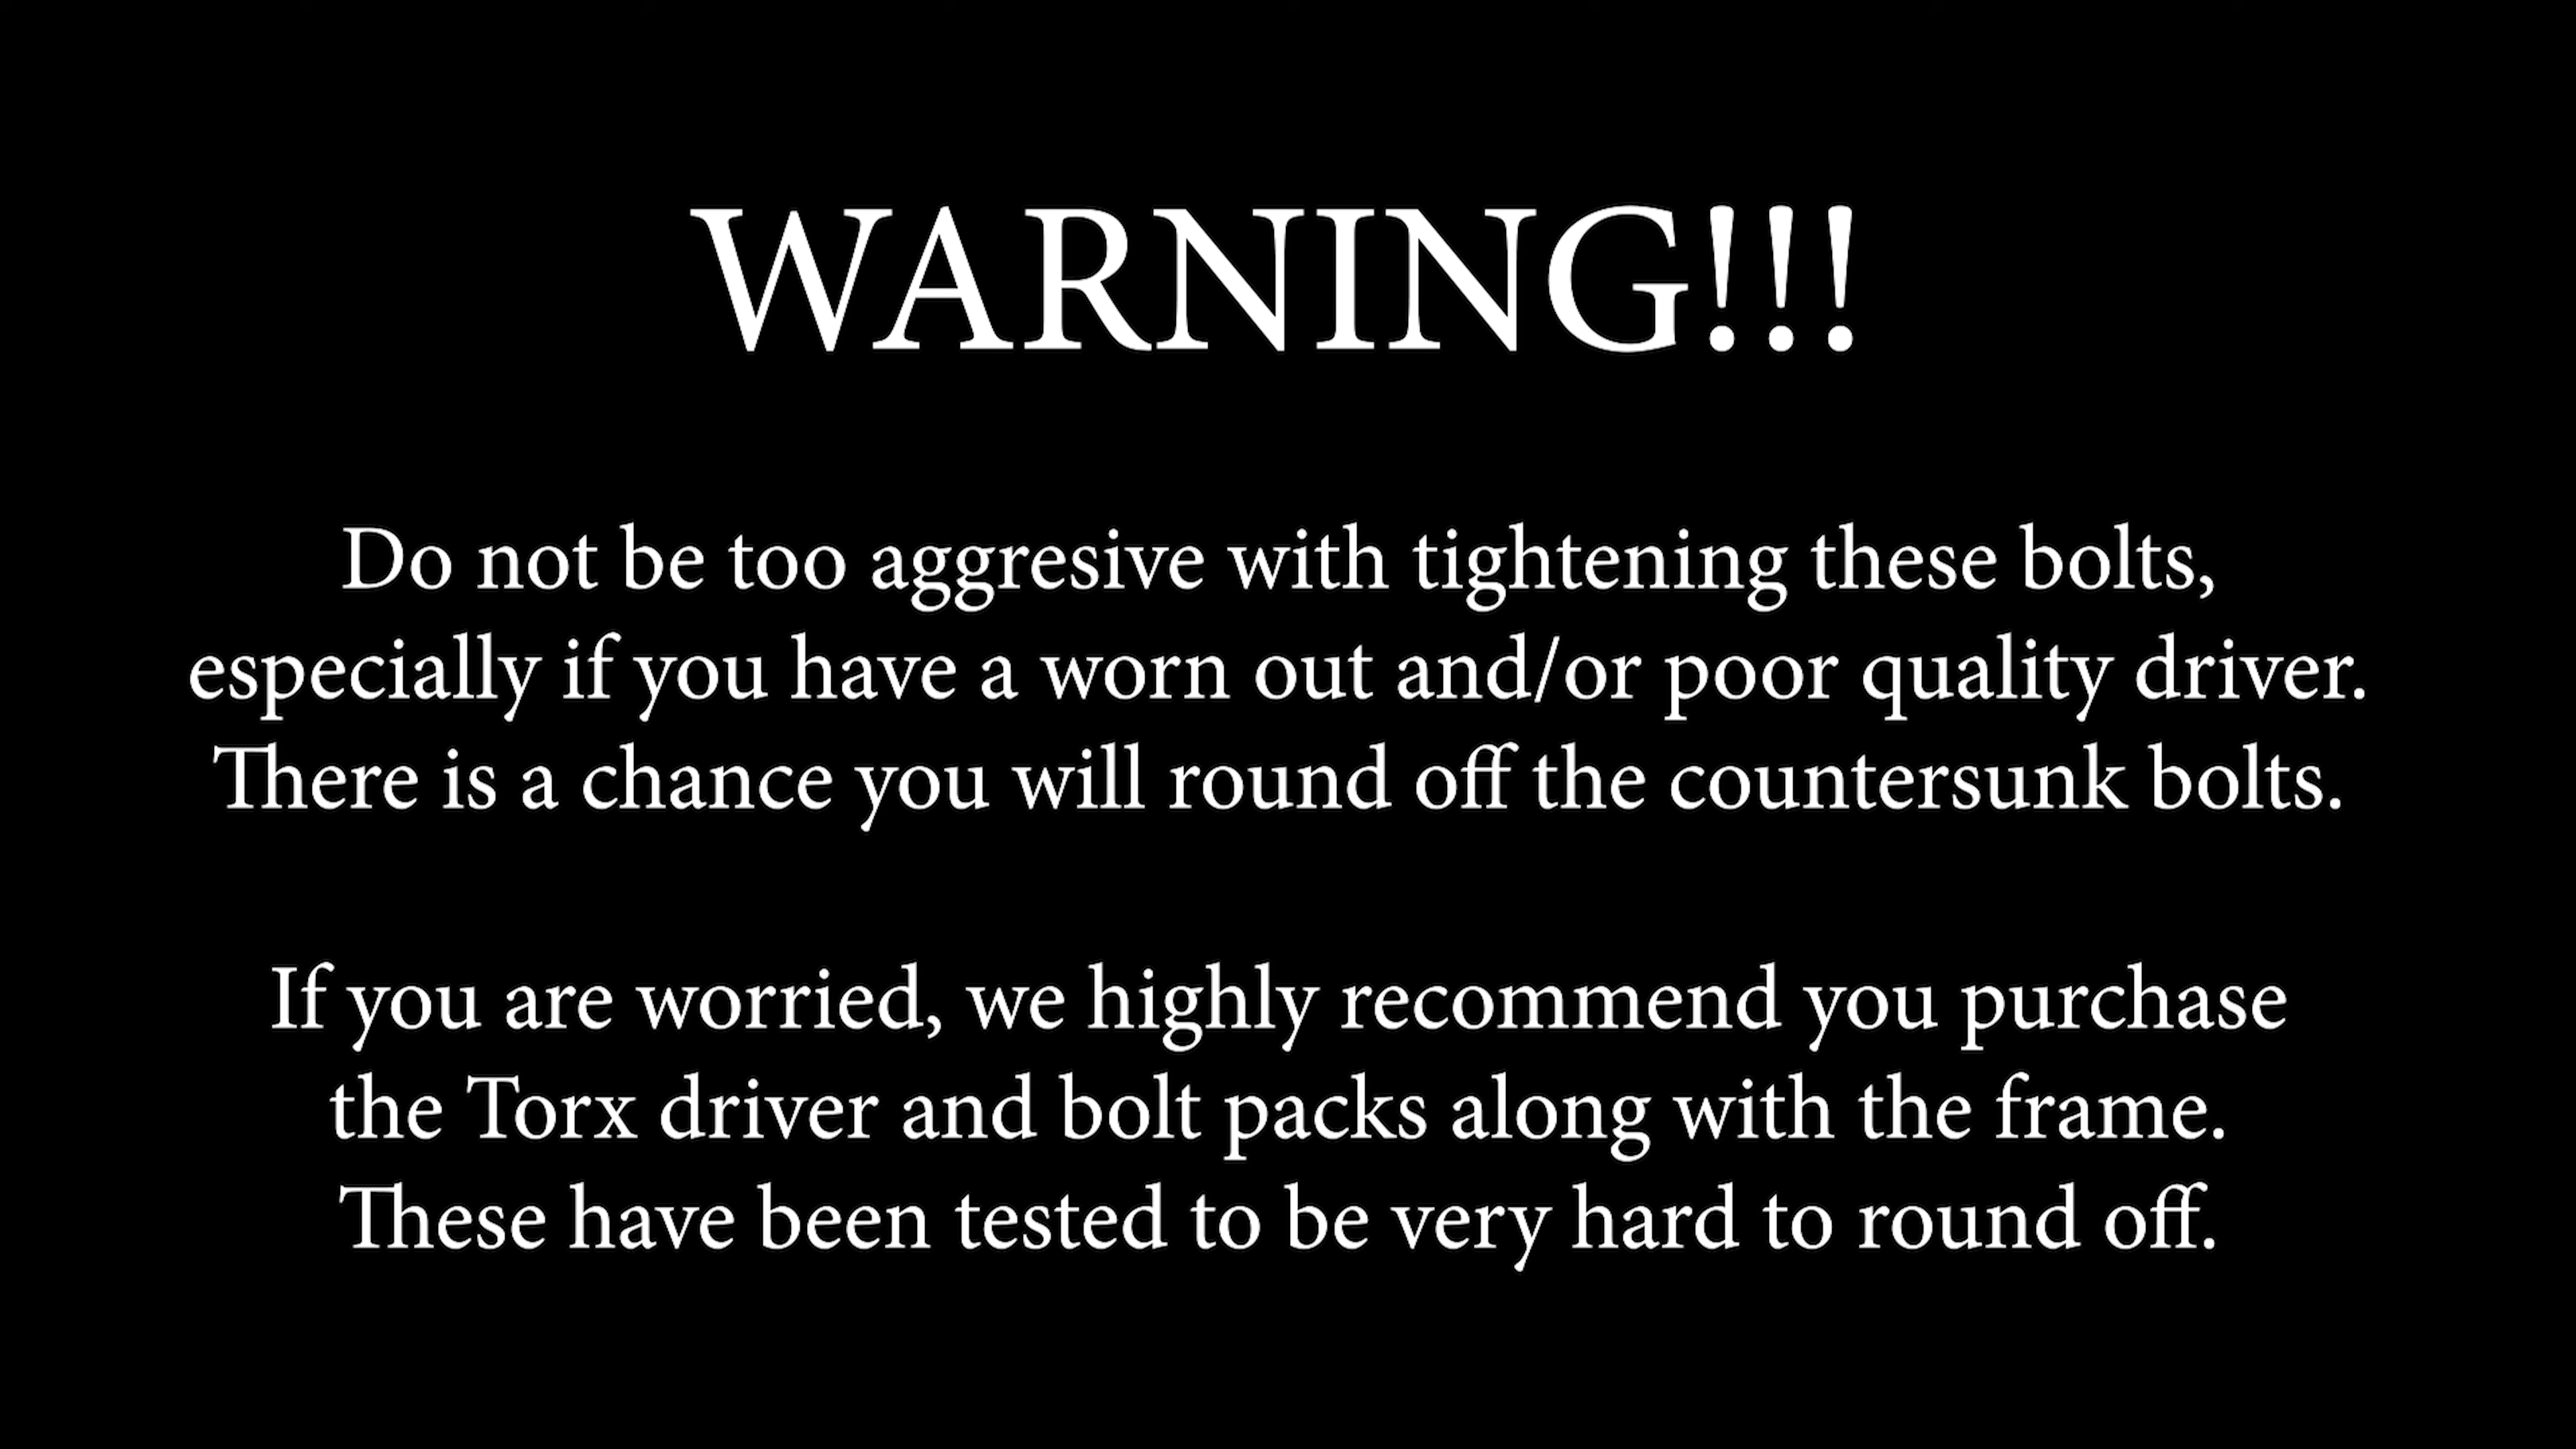 WARNING!!!
Do not be too aggresive with tightening these bolts,
especially if you have a worn out and/or poor quality driver.
There is a chance you will round off the countersunk bolts.
If you are worried, we highly recommend you purchase
the Torx driver and bolt packs along with the frame.
These have been tested to be very hard to round off.